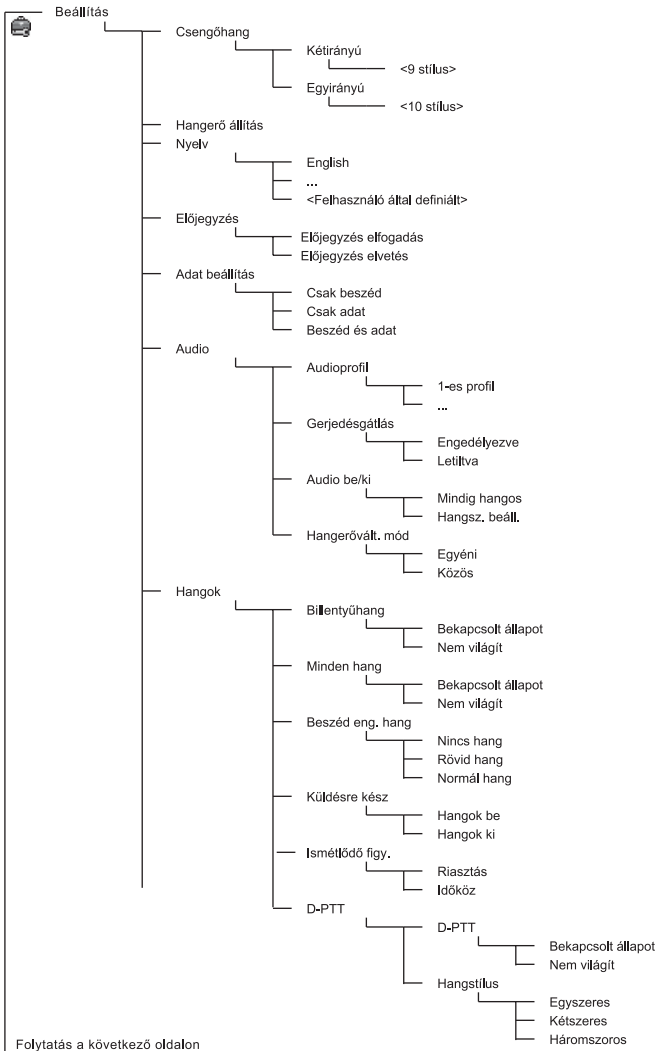 Beállítás
Csengőhang
Kétirányú
<9 stílus>
Egyirányú
<10 stílus>
Hangerő állítás
Nyelv
English
...
<Felhasználó által definiált>
Előjegyzés
Előjegyzés elfogadás
Előjegyzés elvetés
Adat beállítás
Csak beszéd
Csak adat
Beszéd és adat
Audio
Audioprofil
1-es profil
...
Gerjedésgátlás
Engedélyezve
Letiltva
Audio be/ki
Mindig hangos
Hangsz. beáll.
Hangerővált. mód
Egyéni
Közös
Hangok
Billentyűhang
Bekapcsolt állapot
Nem világít
Minden hang
Bekapcsolt állapot
Nem világít
Beszéd eng. hang
Nincs hang
Rövid hang
Normál hang
Küldésre kész
Hangok be
Hangok ki
Ismétlődő figy.
Riasztás
Időköz
D-PTT
D-PTT
Bekapcsolt állapot
Nem világít
Hangstílus
Egyszeres
Kétszeres
Háromszoros
Folytatás a következő oldalon